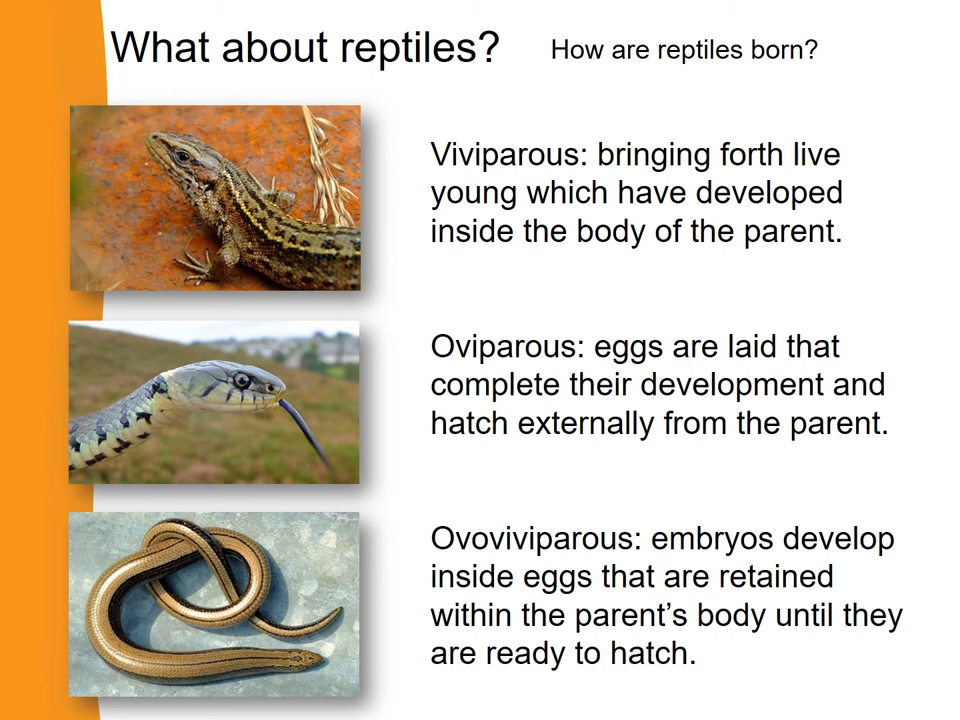 What about reptiles?
How are reptiles born?
Viviparous: bringing forth live
young which have developed
inside the body of the parent.
Oviparous: eggs are laid that
complete their development and
hatch externally from the parent.
Ovoviviparous: embryos develop
inside eggs that are retained
within the parent’s body until they
are ready to hatch.